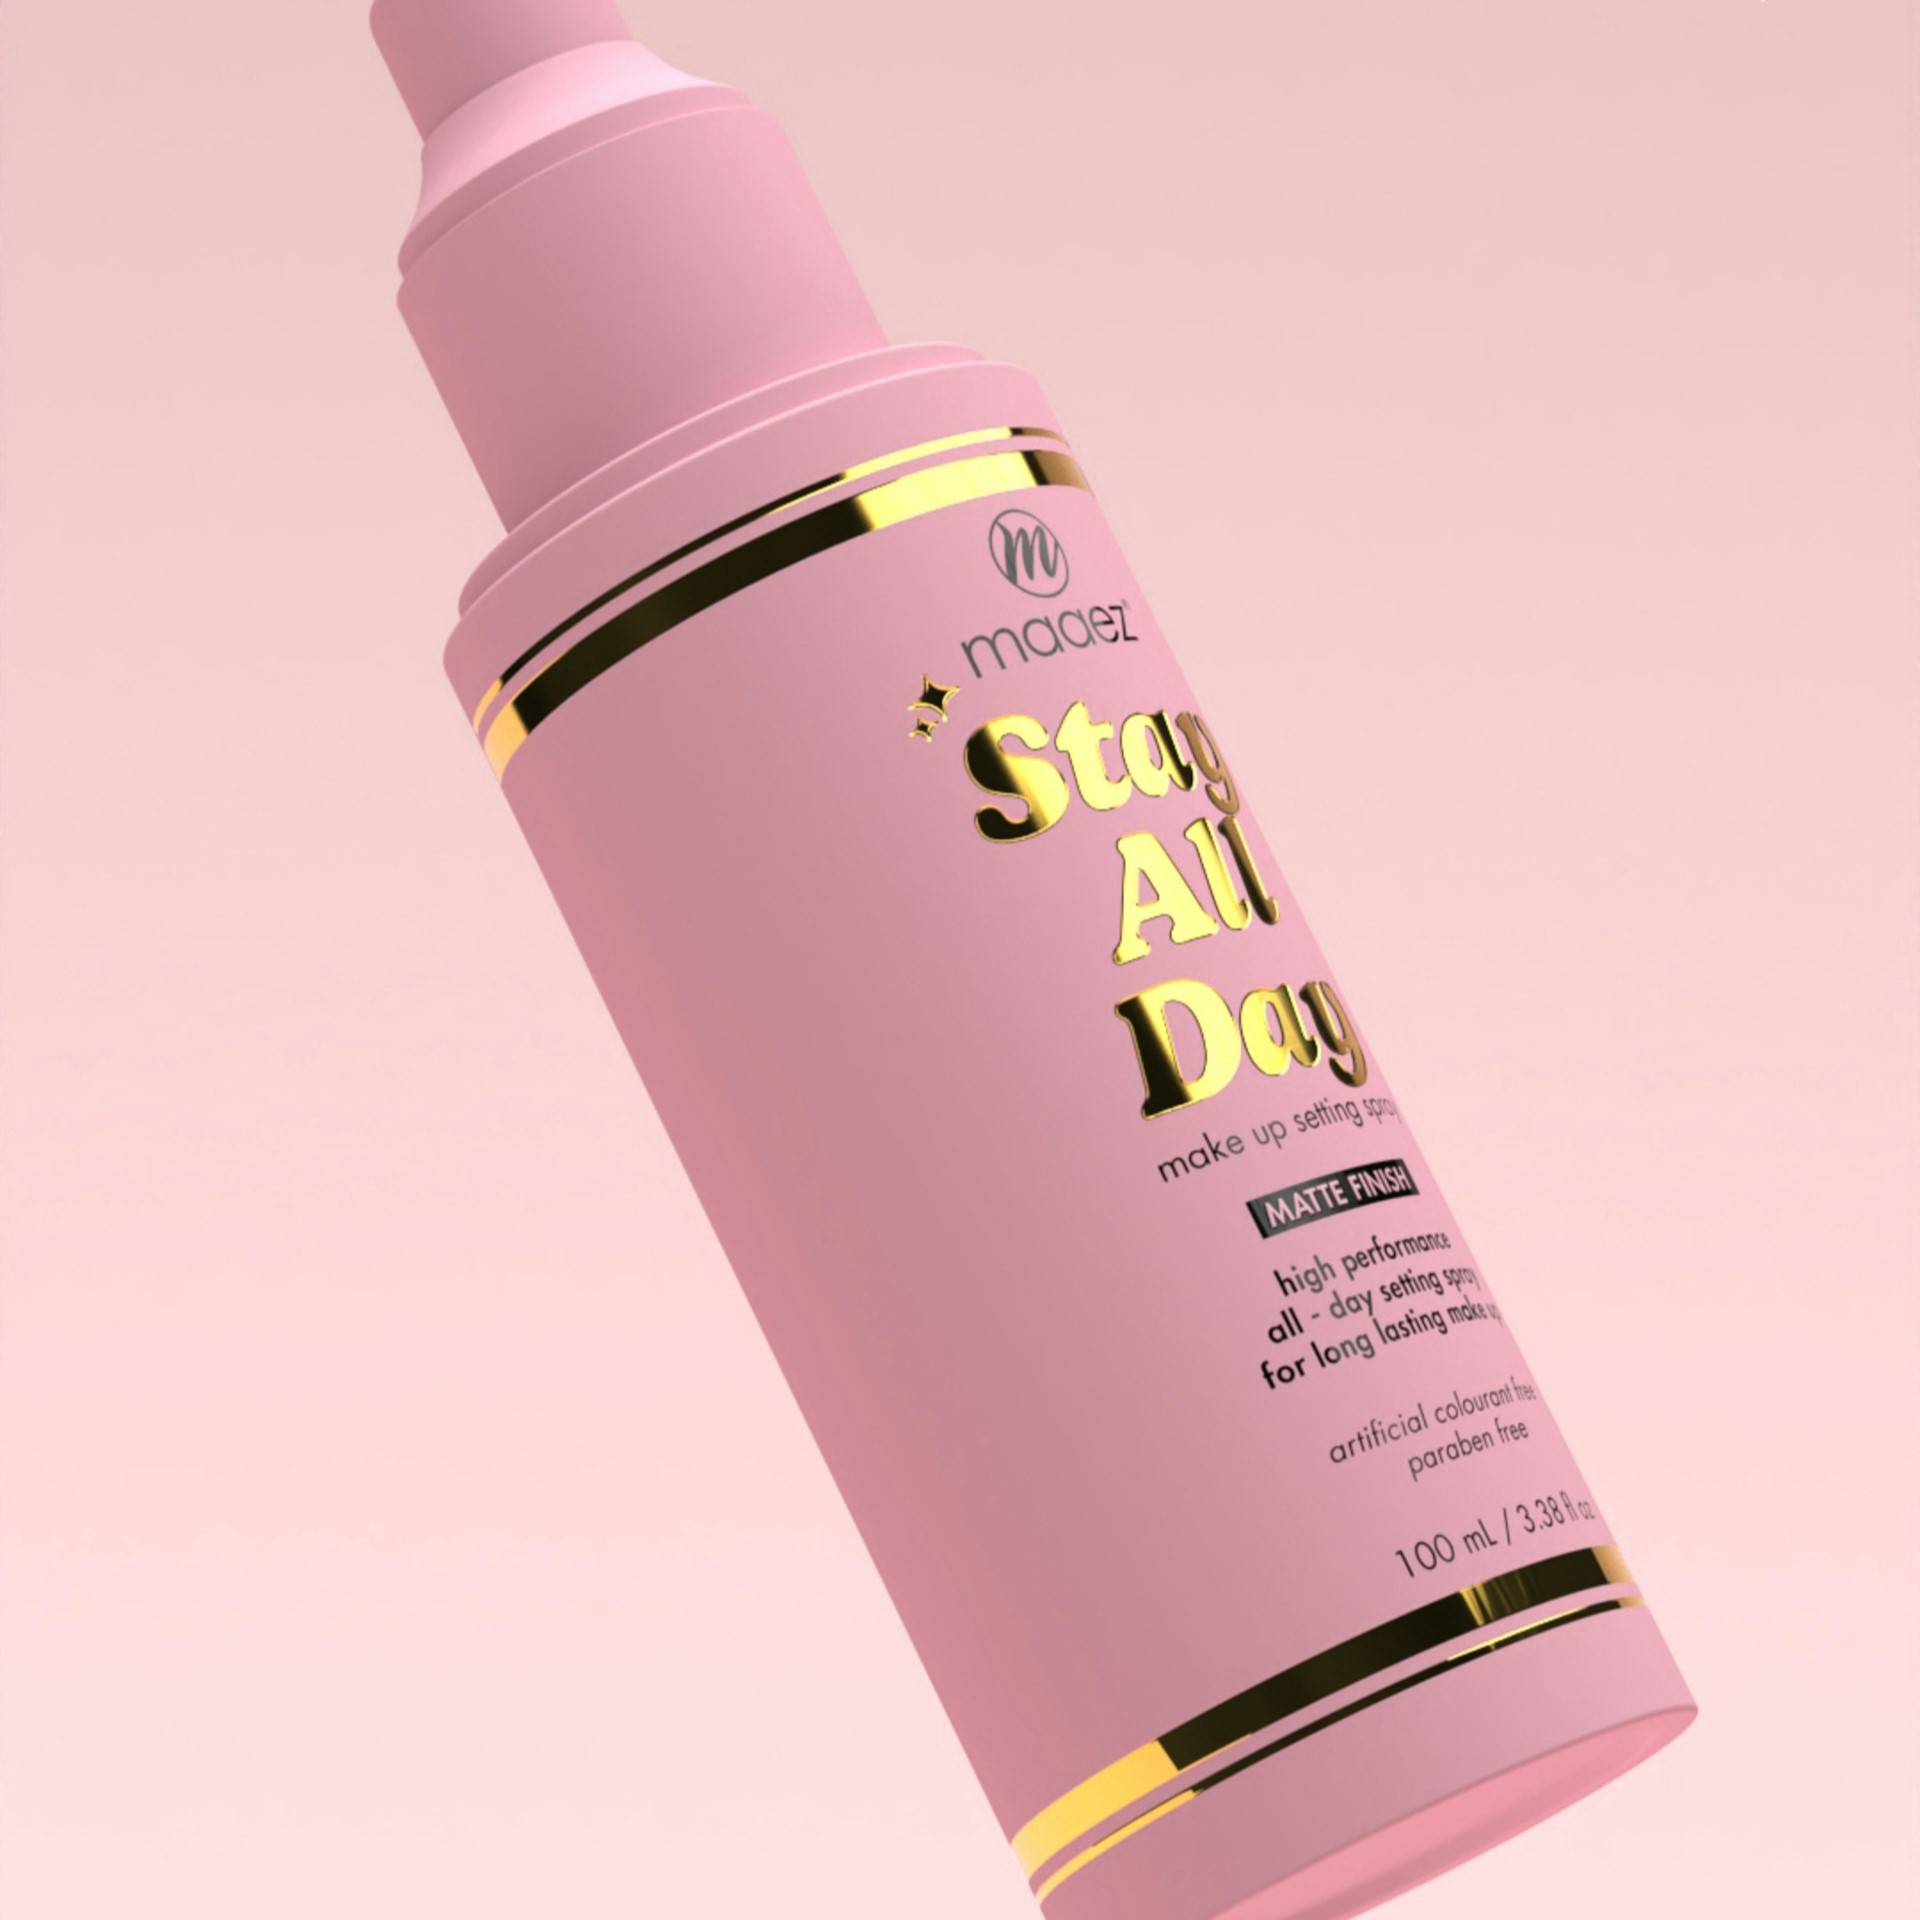 m
maaez
Stay
All
Day
make up setting spray
MATTE FINISH
high performance
all - day setting spray
for long lasting make up
artificial colourant free
paraben free
100 mL / 3.38 fl oz